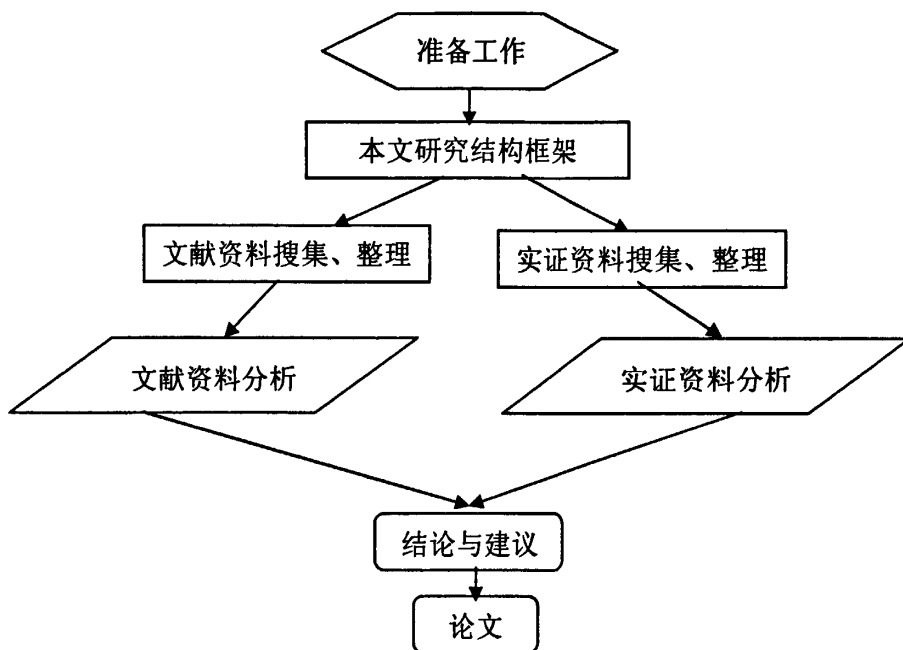 准备工作
本文研究结构框架
文献资料搜集、整理
实证资料搜集、整理
文献资料分析
实证资料分析
结论与建议
论文